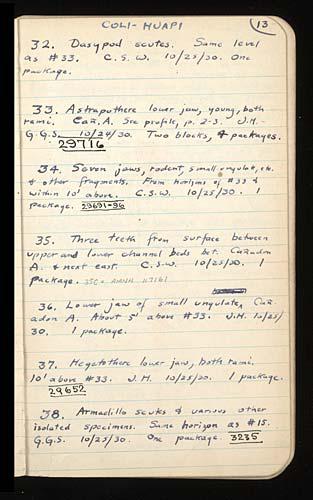 COLI-HUAPI
13
32. Dasypod scutes. Same level
as #33. C.S.W. 10/25/30. One
package.
33. Astrapothere lower jaw, young, both
rami. Cañ. A. See profile, p. 2-3. J.H.-
G.G.S. 10/24/30. Two blocks, 4 packages.
29716
34. Seven jaws, rodent, small ungulate, etc.
& other fragments. From horizons of #33 &
within 10' above. C.S.W. 10/25/30. 1
package. 29691-96
35. Three teeth from surface between
upper and lower channel beds bet. Cañadon
A. & next east. C.S.W. 10/25/30. 1
package. 35C = AMNH
36. Lower jaw of small ungulate, Cañ
adon A. About 5' above #33. J.H. 10/25/
30. 1 package.
37. Hegetothere lower jaw, both rami.
10' above #33. J.H. 10/25/30. 1 package.
29652
38. Armadillo scutes & various other
isolated specimens. Same horizon as #15.
G.G.S. 10/25/30. One package. 3235